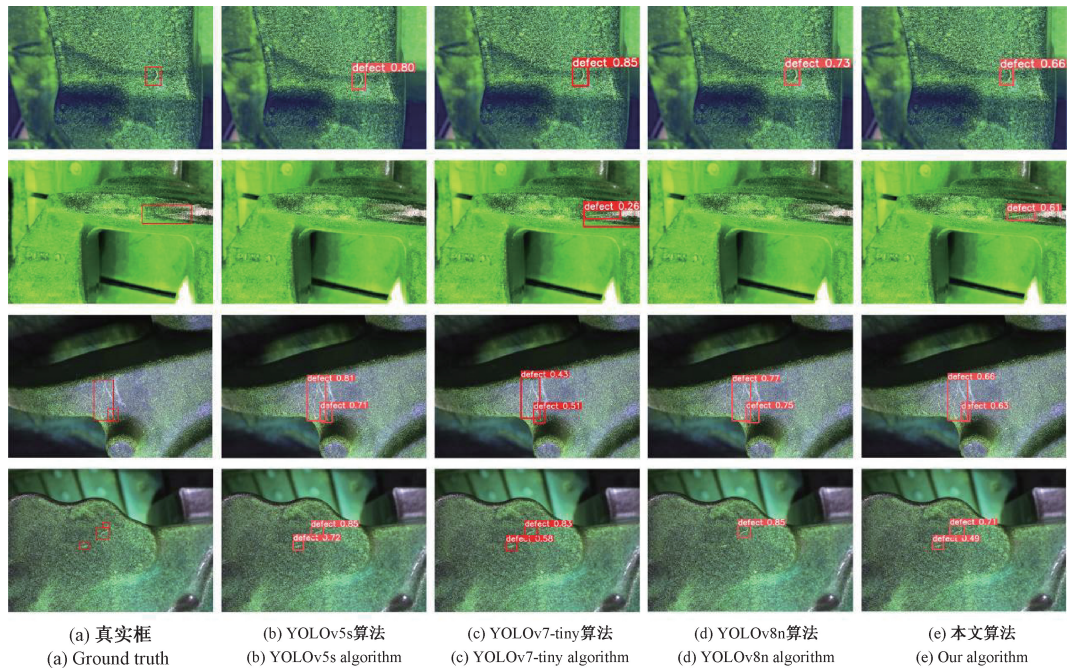 defect 0.80
defect 0.85
defect 0.73
defect 0.66
defect 0.26
defect 0.61
defect 0.81
defect 0.71
defect 0.43
defect 0.51
defect 0.77
defect 0.75
defect 0.66
defect 0.63
defect 0.85
defect 0.72
defect 0.83
defect 0.58
defect 0.85
defect 0.71
defect 0.49
(a) 真实框
(b) YOLOv5s算法
(c) YOLOv7-tiny算法
(d) YOLOv8n算法
(e) 本文算法
(a) Ground truth
(b) YOLOv5s algorithm
(c) YOLOv7-tiny algorithm
(d) YOLOv8n algorithm
(e) Our algorithm